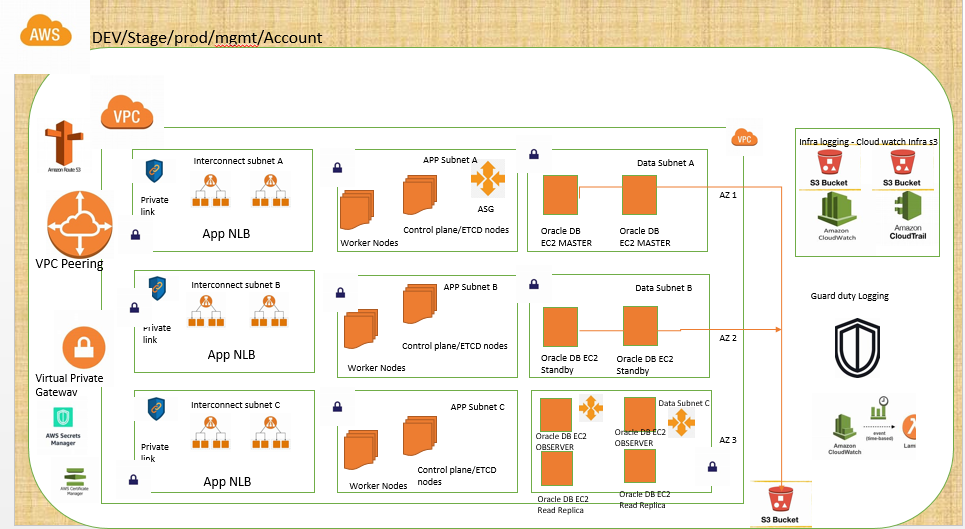 AWS
DEV/Stage/prod/mgmt/Account
VPC
VPC
Amazon Route 53
VPC Peering
Virtual Private
Gateway
AWS Secrets
Manager
AWS Certificate
Manager
Interconnect subnet A
Private
link
App NLB
APP Subnet A
ASG
Worker Nodes
Control plane/ETCD nodes
Data Subnet A
Oracle DB
EC2 MASTER
Oracle DB
EC2 MASTER
AZ 1
Interconnect subnet B
Private
link
App NLB
APP Subnet B
Control plane/ETCD nodes
Worker Nodes
Data Subnet B
Oracle DB EC2
Standby
Oracle DB EC2
Standby
AZ 2
Interconnect subnet C
Private
link
App NLB
APP Subnet C
Control plane/ETCD
nodes
Worker Nodes
Data Subnet C
Oracle DB EC2
OBSERVER
Oracle DB EC2
OBSERVER
Oracle DB EC2
Read Replica
Oracle DB EC2
Read Replica
AZ 3
Infra logging - Cloud watch Infra s3
S3 Bucket
S3 Bucket
Amazon
CloudWatch
Amazon
CloudTrail
Guard duty Logging
Amazon
CloudWatch
event
(time-based)
Lam
S3 Bucket